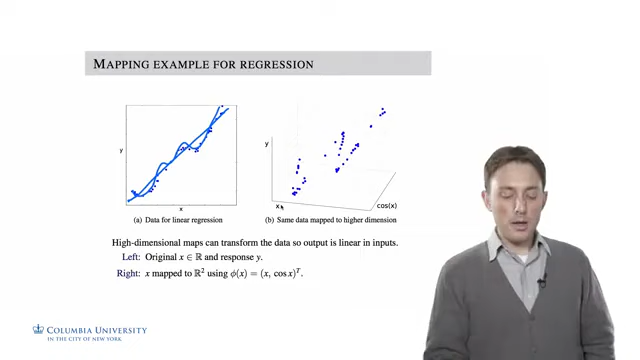 MAPPING EXAMPLE FOR REGRESSION
y
x
(a) Data for linear regression
y
x
cos(x)
(b) Same data mapped to higher dimension
High-dimensional maps can transform the data so output is linear in inputs.
Left: Original x ∈ ℝ and response y.
Right: x mapped to ℝ² using ϕ(x) = (x, cos x)ᵀ.
COLUMBIA UNIVERSITY
IN THE CITY OF NEW YORK